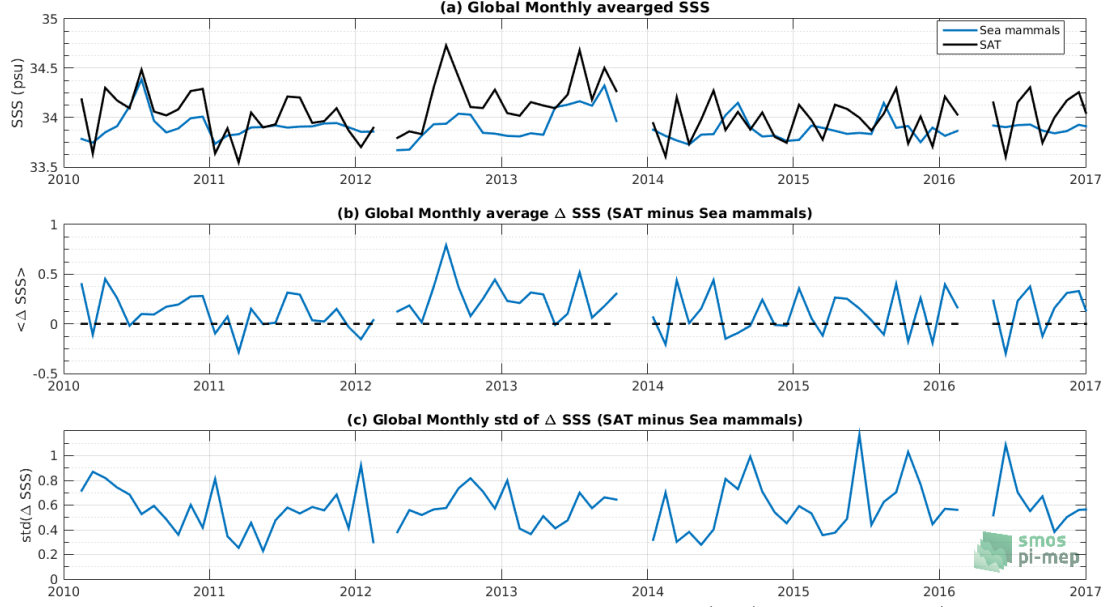 (a) Global Monthly avearged SSS
35
34.5
34
33.5
SSS (psu)
Sea mammals
SAT
2010 2011 2012 2013 2014 2015 2016 2017
(b) Global Monthly average Δ SSS (SAT minus Sea mammals)
1
0.5
0
-0.5
<Δ SSS>
2010 2011 2012 2013 2014 2015 2016 2017
(c) Global Monthly std of Δ SSS (SAT minus Sea mammals)
1
0.8
0.6
0.4
0.2
0
std(Δ SSS)
smos
pi-mep
2010 2011 2012 2013 2014 2015 2016 2017